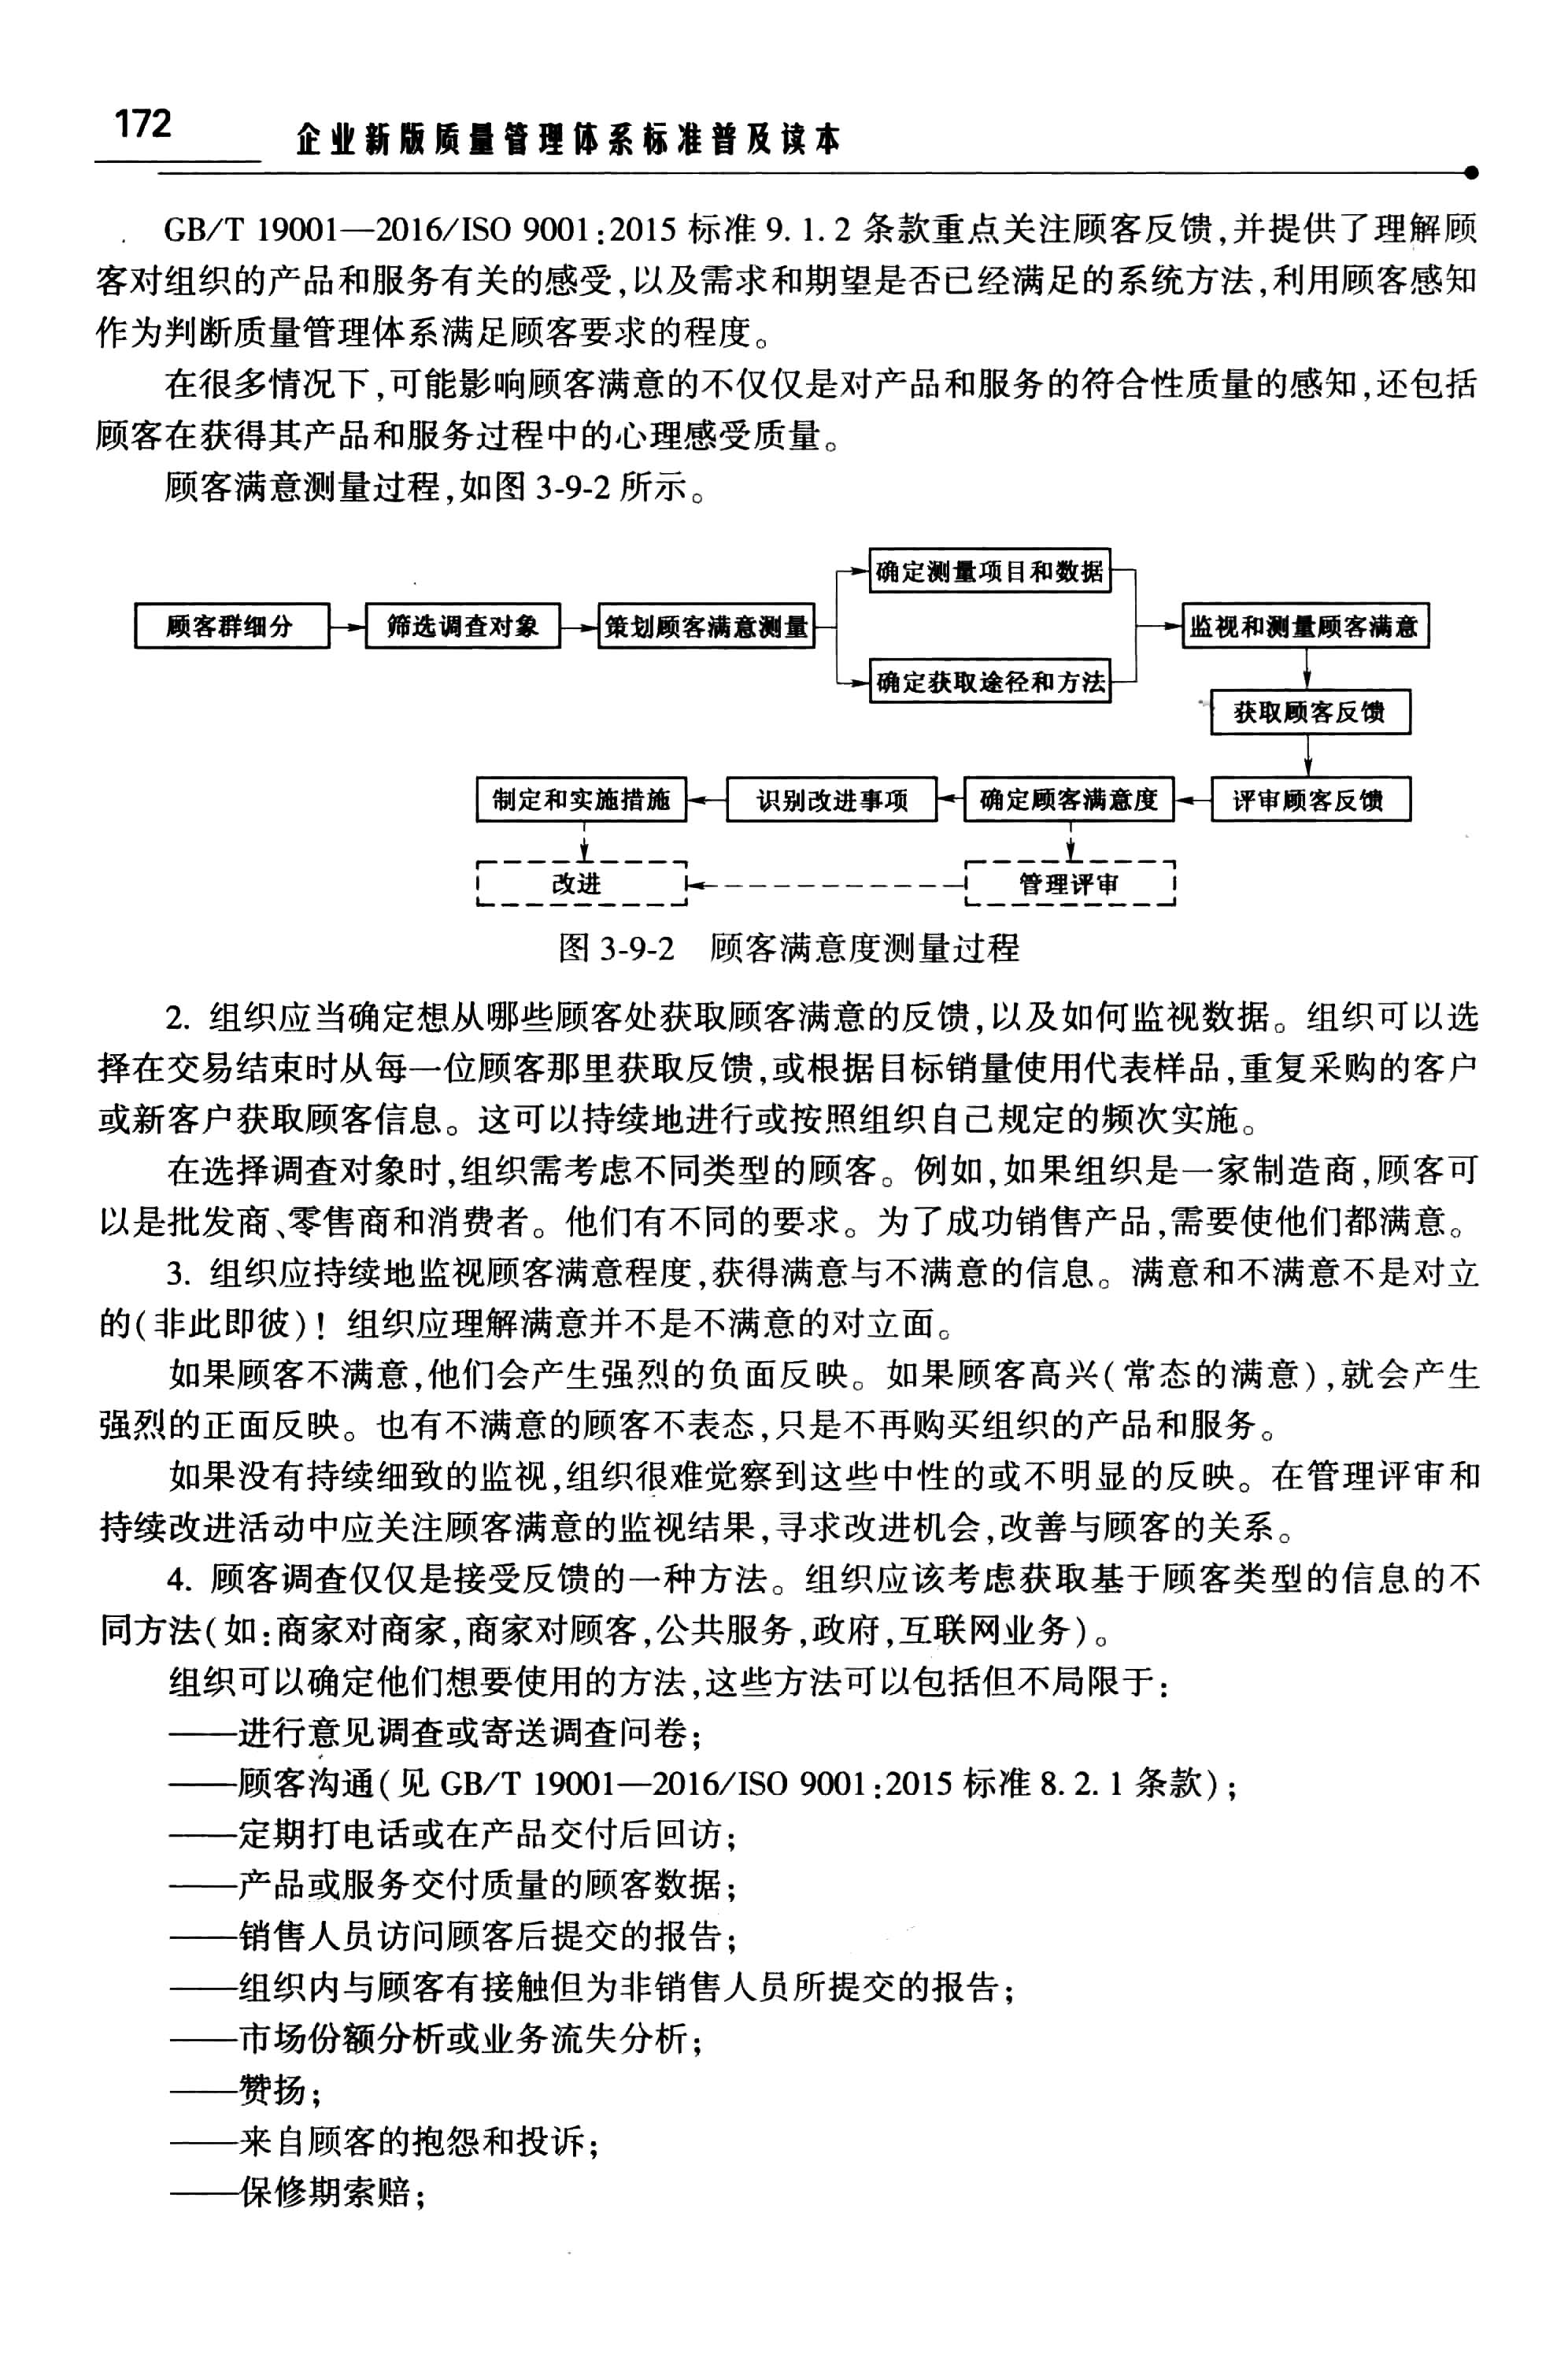 172
企业新版质量管理体系标准普及读本
GB/T 19001—2016/ISO 9001:2015 标准 9.1.2 条款重点关注顾客反馈,并提供了理解顾
客对组织的产品和服务有关的感受,以及需求和期望是否已经满足的系统方法,利用顾客感知
作为判断质量管理体系满足顾客要求的程度。
在很多情况下,可能影响顾客满意的不仅仅是对产品和服务的符合性质量的感知,还包括
顾客在获得其产品和服务过程中的心理感受质量。
顾客满意测量过程,如图 3-9-2 所示。
顾客群细分
筛选调查对象
策划顾客满意测量
确定测量项目和数据
确定获取途径和方法
监视和测量顾客满意
获取顾客反馈
评审顾客反馈
确定顾客满意度
识别改进事项
制定和实施措施
改进
管理评审
图 3-9-2 顾客满意度测量过程
2. 组织应当确定想从哪些顾客处获取顾客满意的反馈,以及如何监视数据。组织可以选
择在交易结束时从每一位顾客那里获取反馈,或根据目标销量使用代表样品,重复采购的客户
或新客户获取顾客信息。这可以持续地进行或按照组织自己规定的频次实施。
在选择调查对象时,组织需考虑不同类型的顾客。例如,如果组织是一家制造商,顾客可
以是批发商、零售商和消费者。他们有不同的要求。为了成功销售产品,需要使他们都满意。
3. 组织应持续地监视顾客满意程度,获得满意与不满意的信息。满意和不满意不是对立
的(非此即彼)! 组织应理解满意并不是不满意的对立面。
如果顾客不满意,他们会产生强烈的负面反映。如果顾客高兴(常态的满意),就会产生
强烈的正面反映。也有不满意的顾客不表态,只是不再购买组织的产品和服务。
如果没有持续细致的监视,组织很难觉察到这些中性的或不明显的反映。在管理评审和
持续改进活动中应关注顾客满意的监视结果,寻求改进机会,改善与顾客的关系。
4. 顾客调查仅仅是接受反馈的一种方法。组织应该考虑获取基于顾客类型的信息的不
同方法(如:商家对商家,商家对顾客,公共服务,政府,互联网业务)。
组织可以确定他们想要使用的方法,这些方法可以包括但不局限于:
——进行意见调查或寄送调查问卷;
——顾客沟通(见 GB/T 19001—2016/ISO 9001:2015 标准 8.2.1 条款);
——定期打电话或在产品交付后回访;
——产品或服务交付质量的顾客数据;
——销售人员访问顾客后提交的报告;
——组织内与顾客有接触但为非销售人员所提交的报告;
——市场份额分析或业务流失分析;
——赞扬;
——来自顾客的抱怨和投诉;
——保修期索赔;